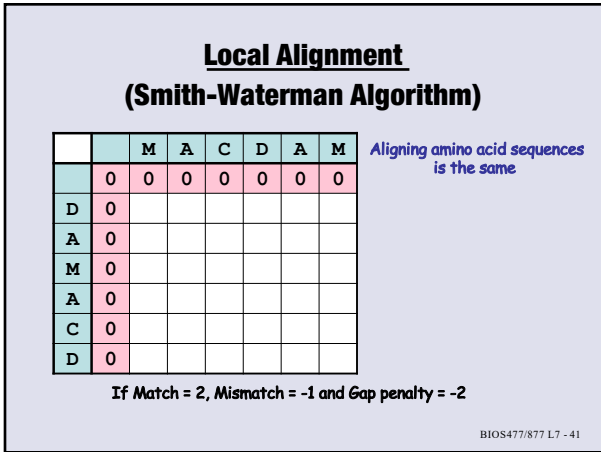 Local Alignment
(Smith-Waterman Algorithm)
M A C D A M
0 0 0 0 0 0 0
D 0
A 0
M 0
A 0
C 0
D 0
Aligning amino acid sequences
is the same
If Match = 2, Mismatch = -1 and Gap penalty = -2
BIOS477/877 L7 - 41